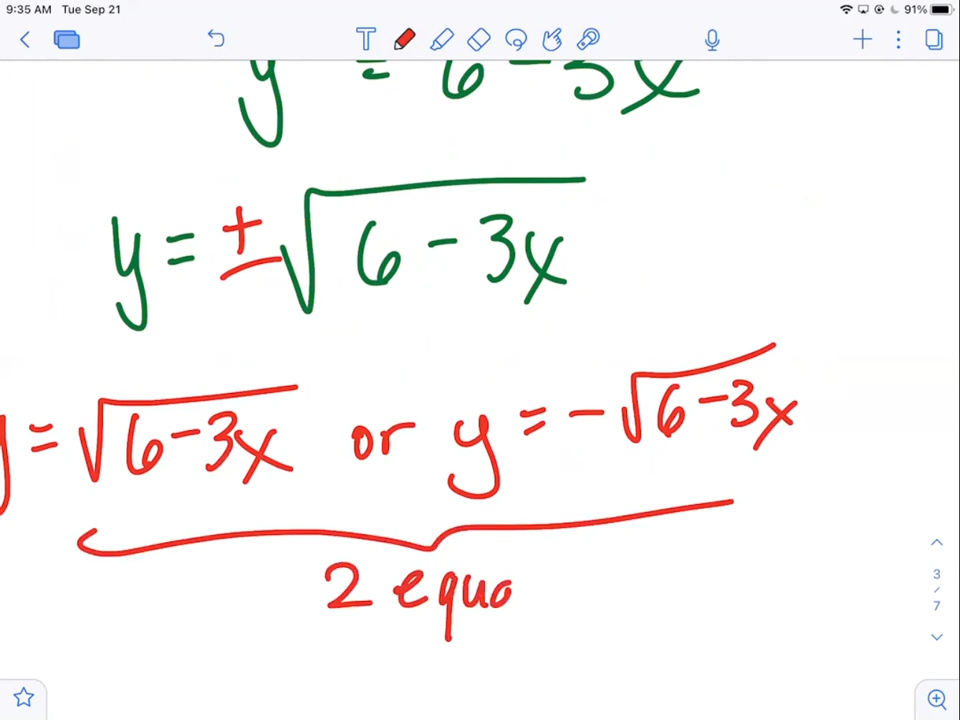 9:35 AM Tue Sep 21
91%
y = 6 - 3x
y = ±√(6 - 3x)
y = √(6 - 3x) or y = -√(6 - 3x)
2 equa
3
/
7